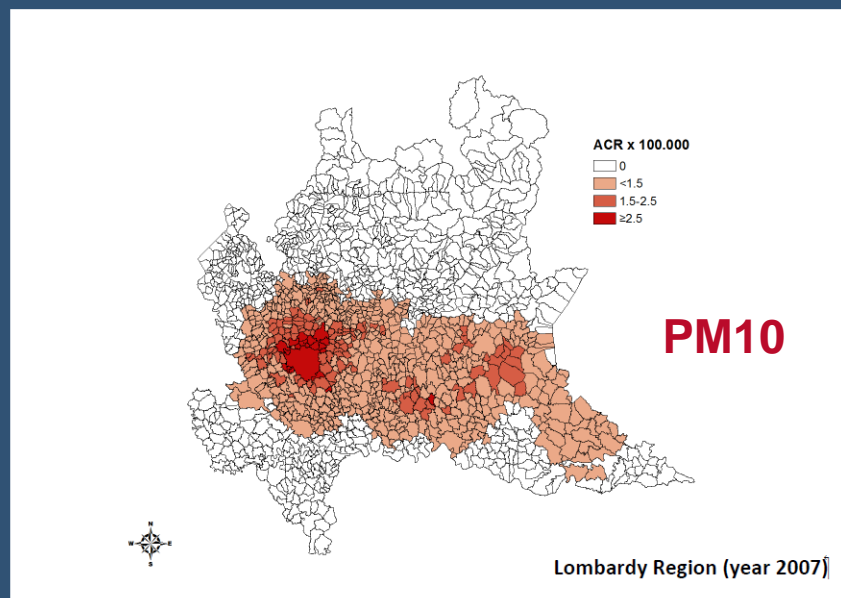 ACR x 100.000
0
<1.5
1.5-2.5
≥2.5
PM10
N
W E
S
Lombardy Region (year 2007)